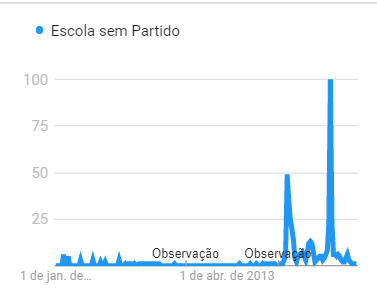 Escola sem Partido
100
75
50
25
Observação Observação
1 de jan. de... 1 de abr. de 2013